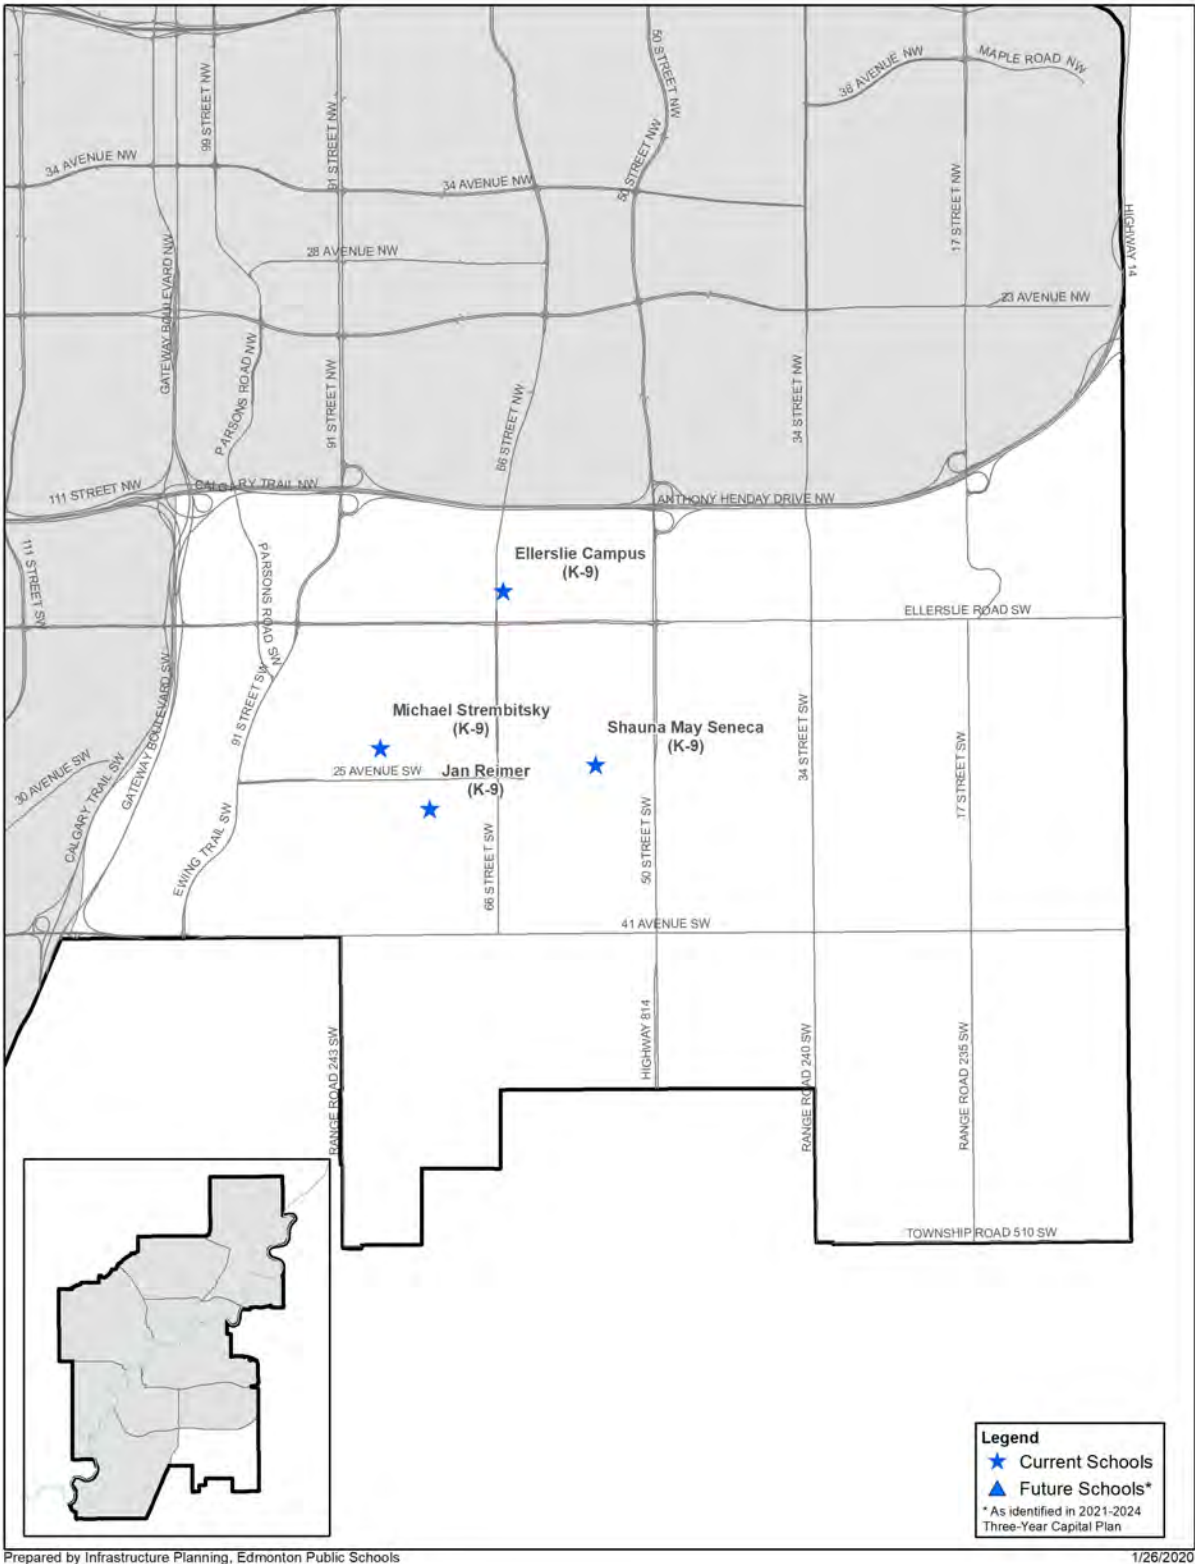 50 STREET NW
38 AVENUE NW
MAPLE ROAD NW
99 STREET NW
91 STREET NW
34 AVENUE NW
34 AVENUE NW
50 STREET NW
17 STREET NW
HIGHWAY 14
28 AVENUE NW
GATEWAY BOULEVARD NW
23 AVENUE NW
PARSONS ROAD NW
91 STREET NW
66 STREET NW
34 STREET NW
111 STREET NW
CALGARY TRAIL NW
ANTHONY HENDAY DRIVE NW
111 STREET SW
PARSONS ROAD SW
Ellerslie Campus
(K-9)
ELLERSLIE ROAD SW
GATEWAY BOULEVARD SW
91 STREET SW
Michael Strembitsky
(K-9)
Shauna May Seneca
(K-9)
34 STREET SW
17 STREET SW
30 AVENUE SW
CALGARY TRAIL SW
25 AVENUE SW
Jan Reimer
(K-9)
EWING TRAIL SW
66 STREET SW
50 STREET SW
41 AVENUE SW
RANGE ROAD 243 SW
HIGHWAY 814
RANGE ROAD 240 SW
RANGE ROAD 235 SW
TOWNSHIP ROAD 510 SW
Legend
Current Schools
Future Schools*
* As identified in 2021-2024
Three-Year Capital Plan
Prepared by Infrastructure Planning, Edmonton Public Schools
1/26/2020